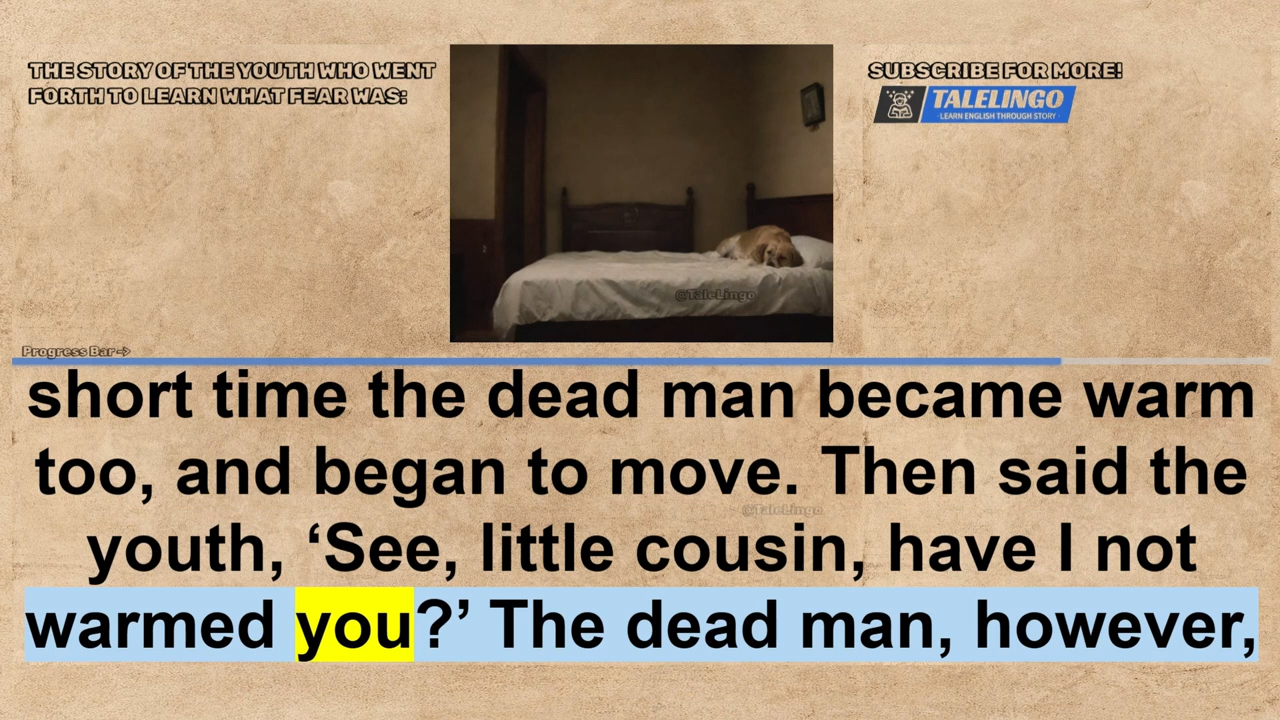 THE STORY OF THE YOUTH WHO WENT
FORTH TO LEARN WHAT FEAR WAS:
SUBSCRIBE FOR MORE!
TALELINGO
· LEARN ENGLISH THROUGH STORY ·
@TaleLingo
Progress Bar->
short time the dead man became warm
too, and began to move. Then said the
@TaleLingo
youth, ‘See, little cousin, have I not
warmed you?’ The dead man, however,